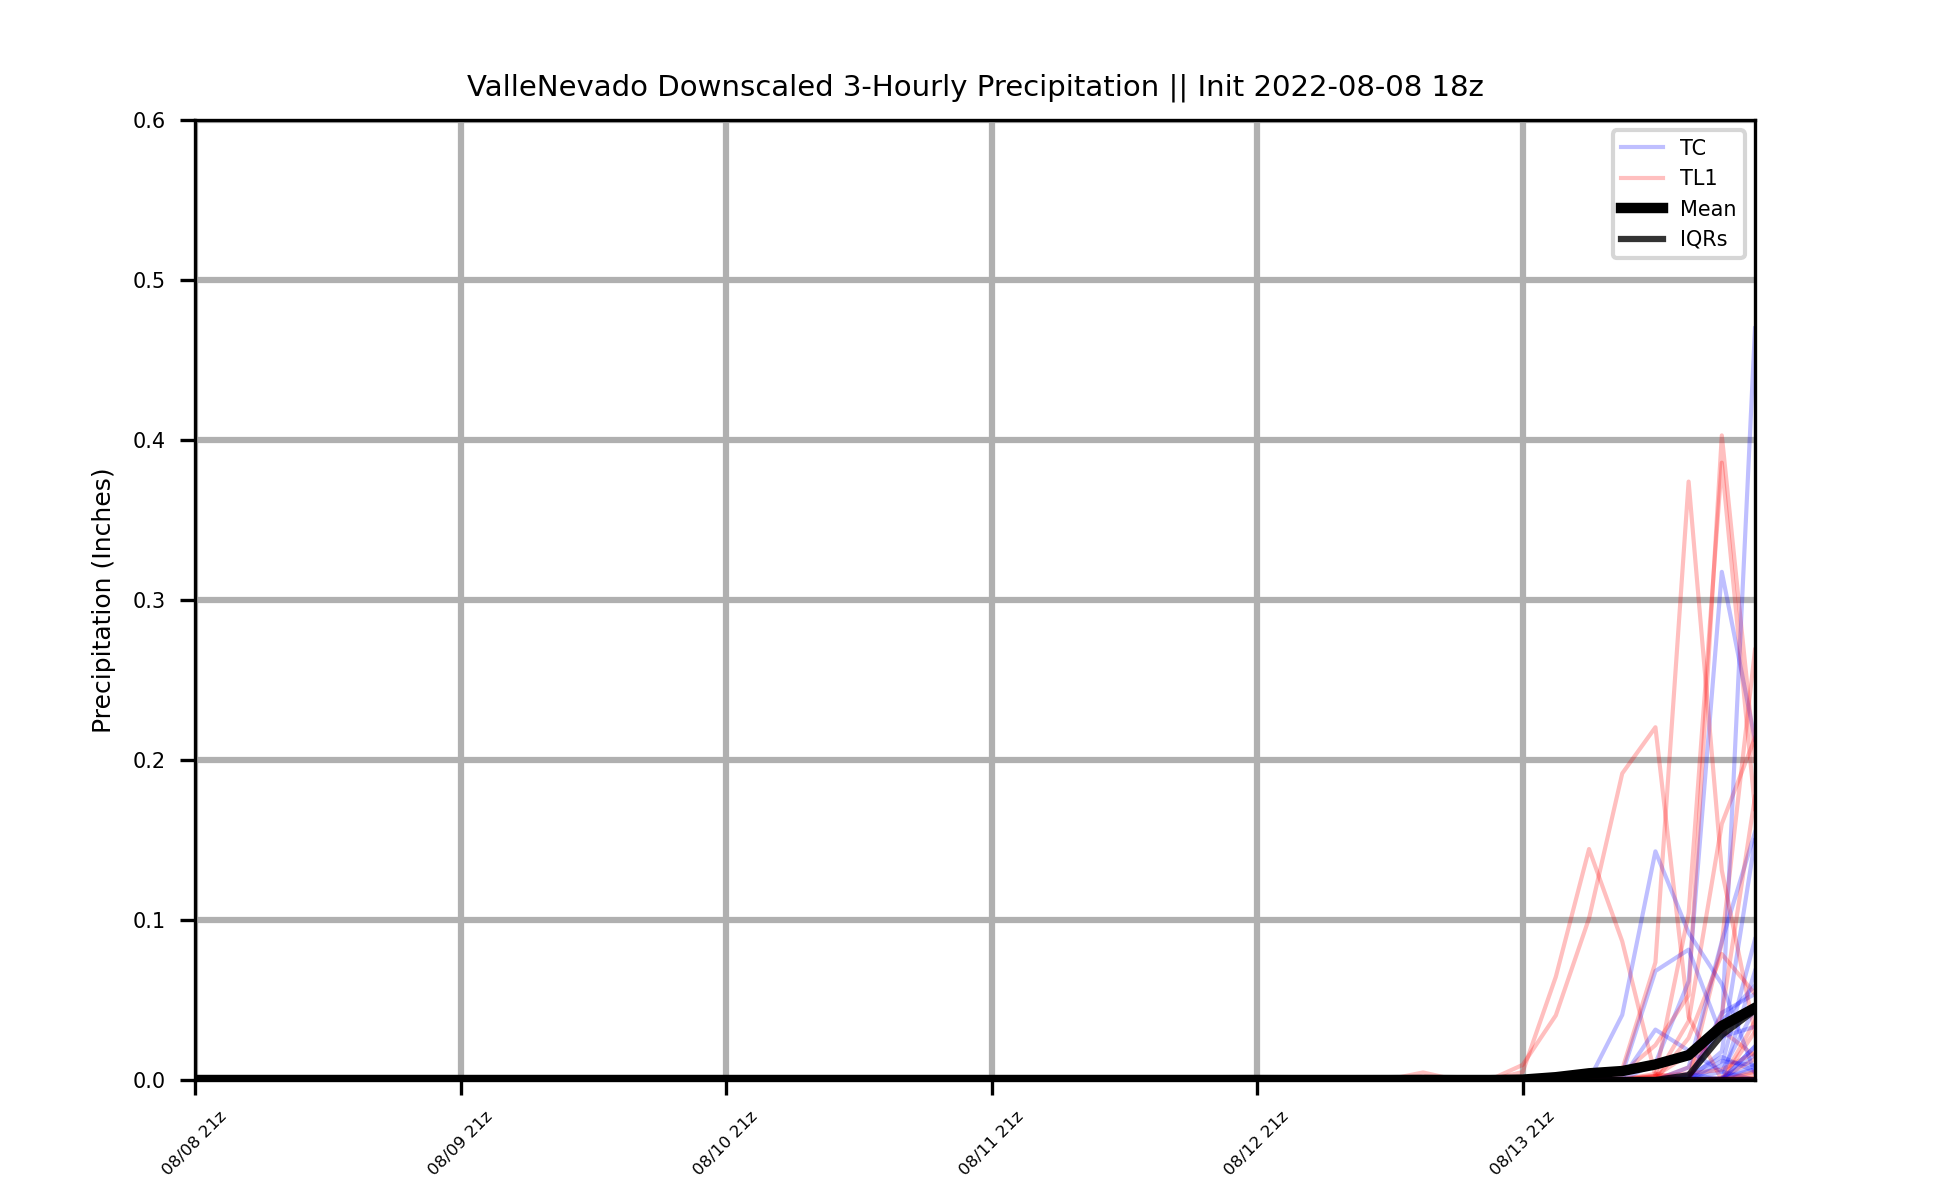 ValleNevado Downscaled 3-Hourly Precipitation || Init 2022-08-08 18z
TC
TL1
Mean
IQRs
Precipitation (Inches)
0.6
0.5
0.4
0.3
0.2
0.1
0.0
08/08 21z
08/09 21z
08/10 21z
08/11 21z
08/12 21z
08/13 21z